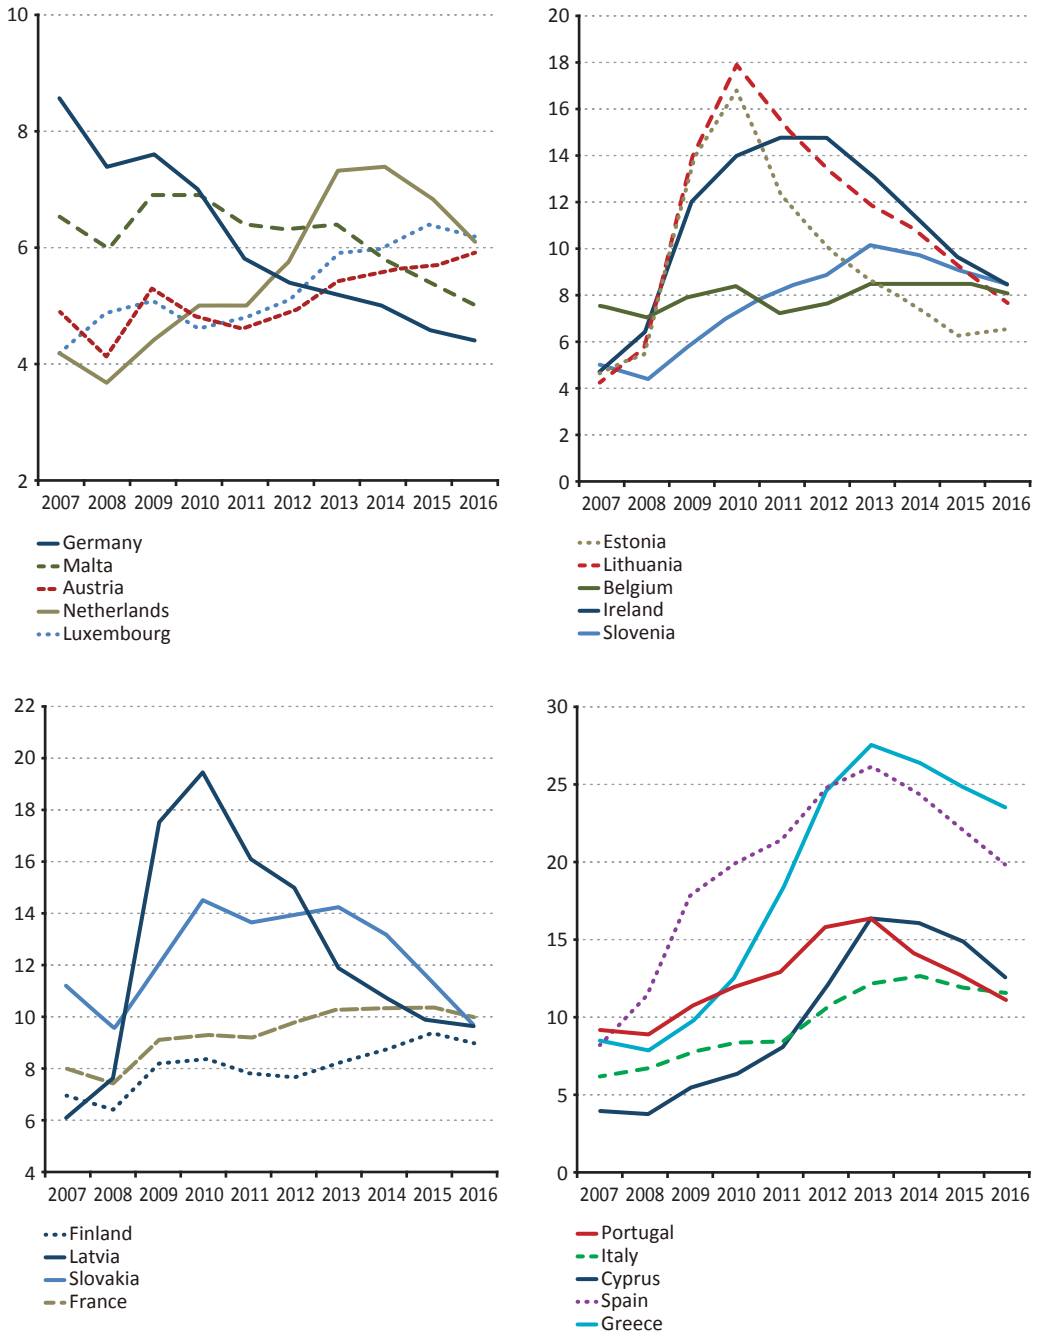 10
8
6
4
2
2007 2008 2009 2010 2011 2012 2013 2014 2015 2016
Germany
Malta
Austria
Netherlands
Luxembourg
20
18
16
14
12
10
8
6
4
2
0
2007 2008 2009 2010 2011 2012 2013 2014 2015 2016
Estonia
Lithuania
Belgium
Ireland
Slovenia
22
20
18
16
14
12
10
8
6
4
2007 2008 2009 2010 2011 2012 2013 2014 2015 2016
Finland
Latvia
Slovakia
France
30
25
20
15
10
5
0
2007 2008 2009 2010 2011 2012 2013 2014 2015 2016
Portugal
Italy
Cyprus
Spain
Greece